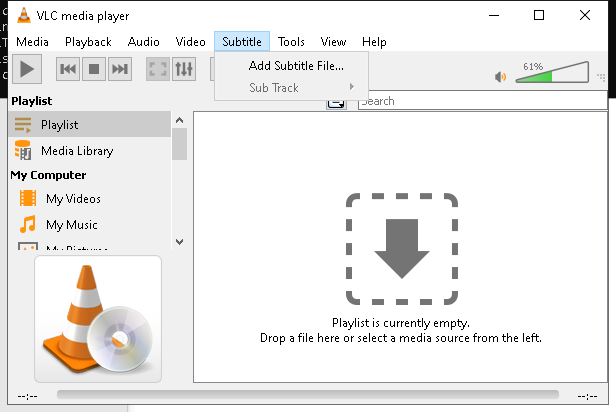 VLC media player
Media Playback Audio Video Subtitle Tools View Help
Add Subtitle File...
Sub Track
61%
Playlist
Search
Playlist
Media Library
My Computer
My Videos
My Music
My Pictures
Playlist is currently empty.
Drop a file here or select a media source from the left.
--:-- --:--